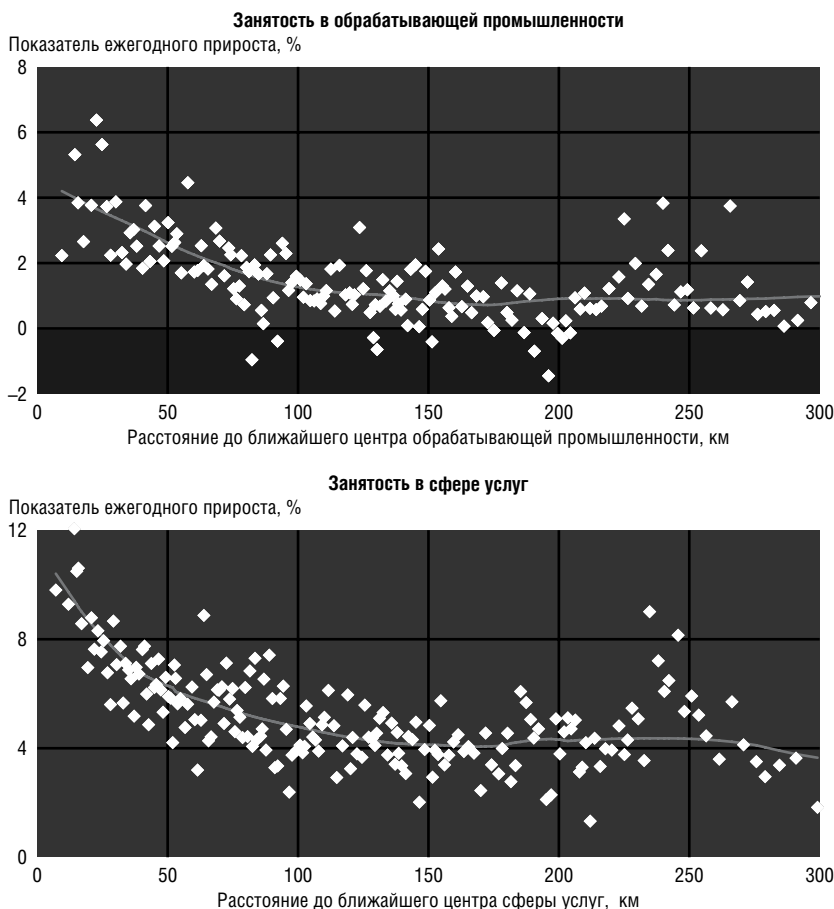 Занятость в обрабатывающей промышленности
Показатель ежегодного прироста, %
8
6
4
2
0
–2
0 50 100 150 200 250 300
Расстояние до ближайшего центра обрабатывающей промышленности, км
Занятость в сфере услуг
Показатель ежегодного прироста, %
12
8
4
0
0 50 100 150 200 250 300
Расстояние до ближайшего центра сферы услуг, км